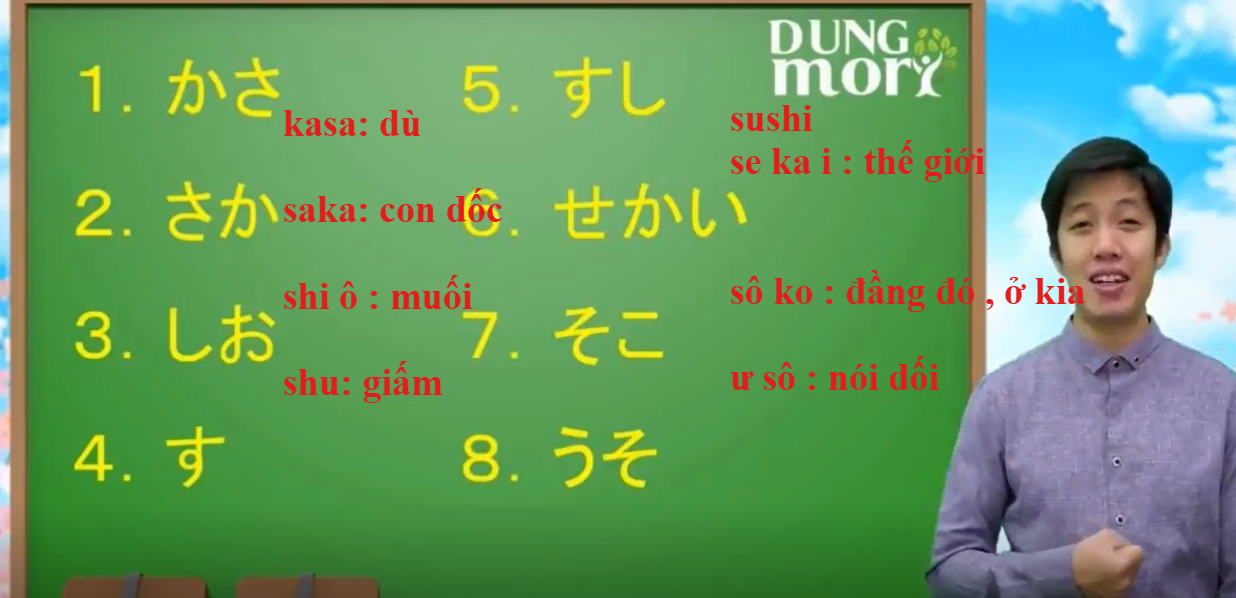 DUNG
mori
1. かさ
kasa: dù
2. さか
saka: con dốc
3. しお
shi ô : muối
4. す
shu: giấm
5. すし
sushi
6. せかい
se ka i : thế giới
7. そこ
sô ko : đằng đó , ở kia
8. うそ
ư sô : nói dối